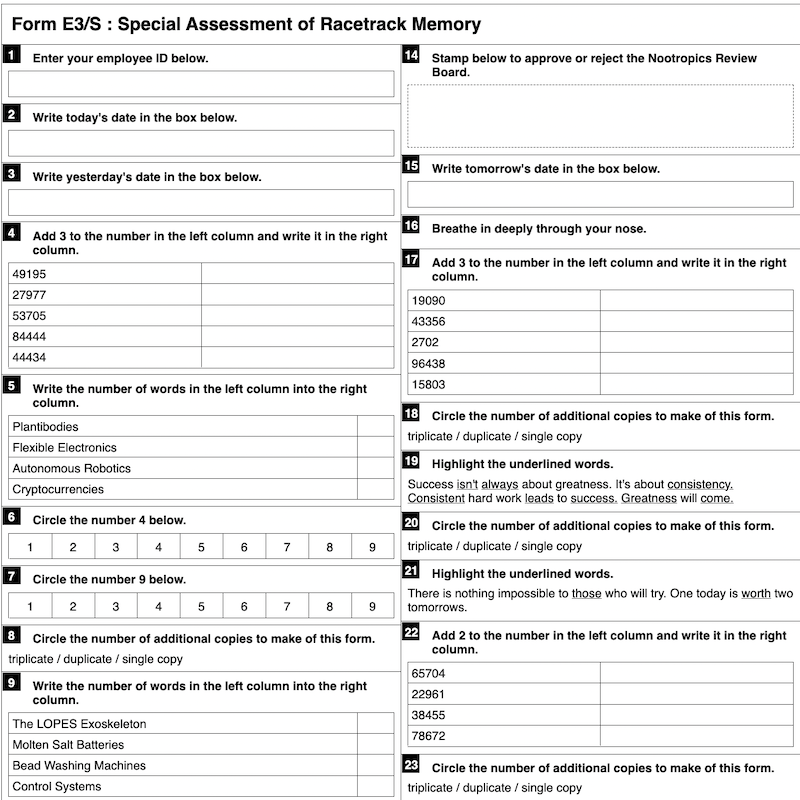 Form E3/S : Special Assessment of Racetrack Memory
1 Enter your employee ID below.
2 Write today's date in the box below.
3 Write yesterday's date in the box below.
4 Add 3 to the number in the left column and write it in the right
column.
49195
27977
53705
84444
44434
5 Write the number of words in the left column into the right
column.
Plantibodies
Flexible Electronics
Autonomous Robotics
Cryptocurrencies
6 Circle the number 4 below.
1 2 3 4 5 6 7 8 9
7 Circle the number 9 below.
1 2 3 4 5 6 7 8 9
8 Circle the number of additional copies to make of this form.
triplicate / duplicate / single copy
9 Write the number of words in the left column into the right
column.
The LOPES Exoskeleton
Molten Salt Batteries
Bead Washing Machines
Control Systems
14 Stamp below to approve or reject the Nootropics Review
Board.
15 Write tomorrow's date in the box below.
16 Breathe in deeply through your nose.
17 Add 3 to the number in the left column and write it in the right
column.
19090
43356
2702
96438
15803
18 Circle the number of additional copies to make of this form.
triplicate / duplicate / single copy
19 Highlight the underlined words.
Success isn't always about greatness. It's about consistency.
Consistent hard work leads to success. Greatness will come.
20 Circle the number of additional copies to make of this form.
triplicate / duplicate / single copy
21 Highlight the underlined words.
There is nothing impossible to those who will try. One today is worth two
tomorrows.
22 Add 2 to the number in the left column and write it in the right
column.
65704
22961
38455
78672
23 Circle the number of additional copies to make of this form.
triplicate / duplicate / single copy